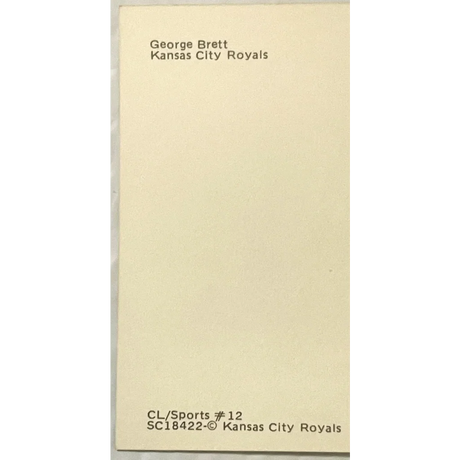 George Brett
Kansas City Royals
CL/Sports #12
SC18422-© Kansas City Royals